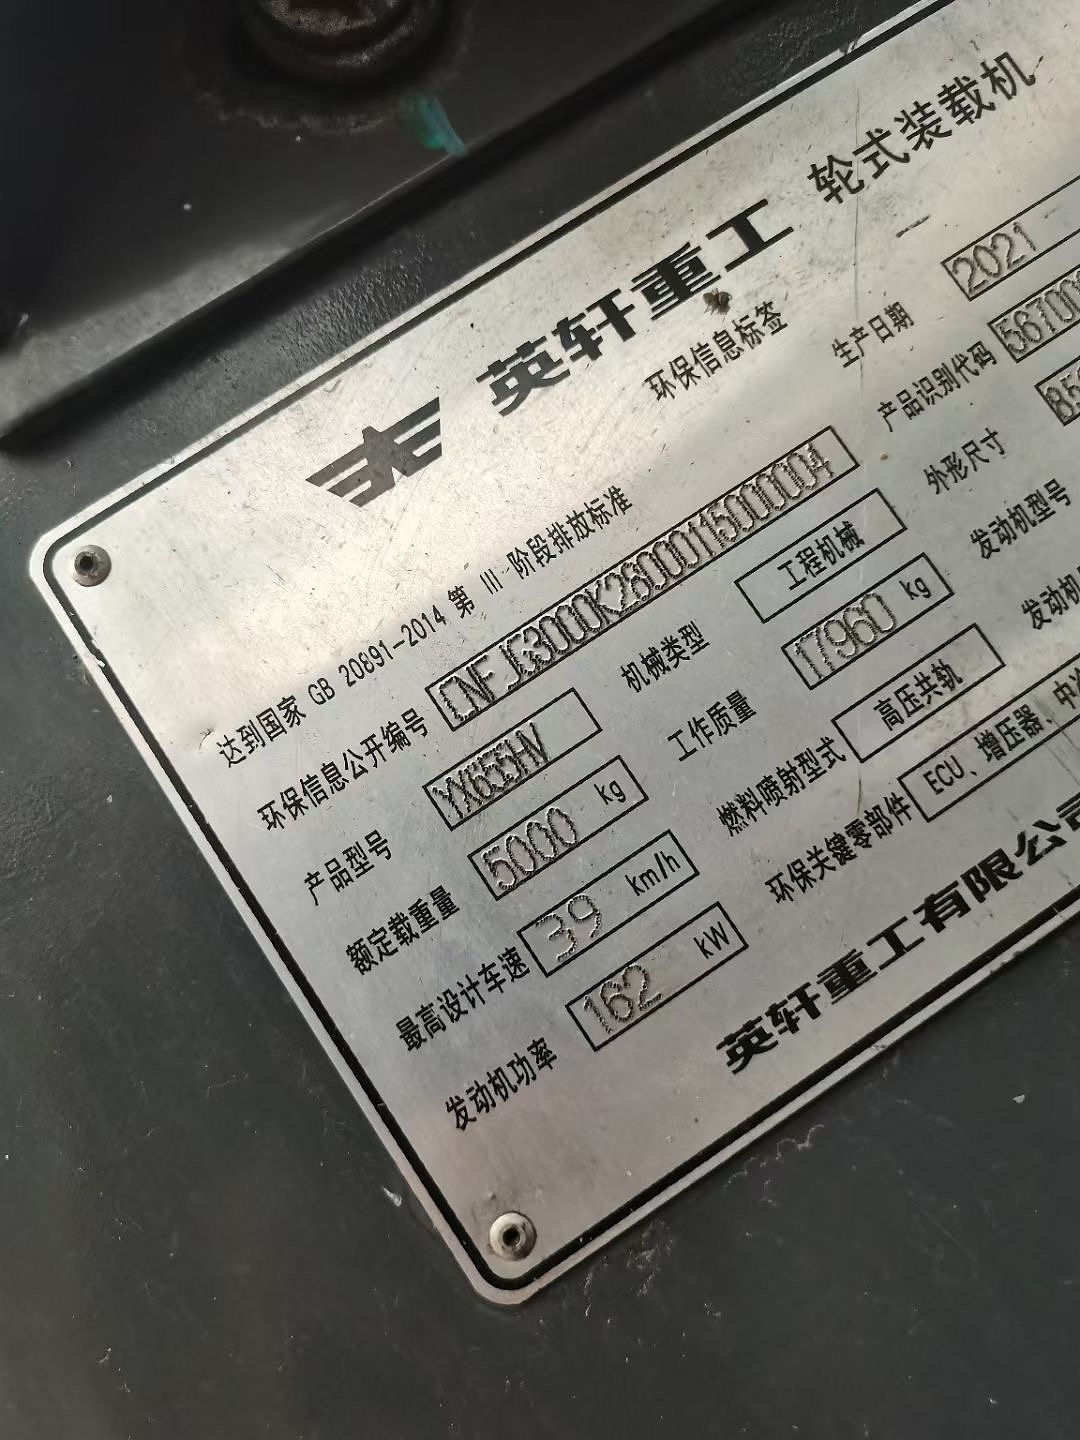 英轩重工 轮式装载机
环保信息标签
达到国家 GB 20891-2014 第 III 阶段排放标准 生产日期 2021
环保信息公开编号 CNFJG3000K26000115000004 产品识别代码
产品型号 YX655HV 机械类型 工程机械 外形尺寸
额定载重量 5000 kg 工作质量 17960 kg 发动机型号
最高设计车速 39 km/h 燃料喷射型式 高压共轨
发动机功率 162 kW 环保关键零部件 ECU、增压器、中冷
英轩重工有限公司